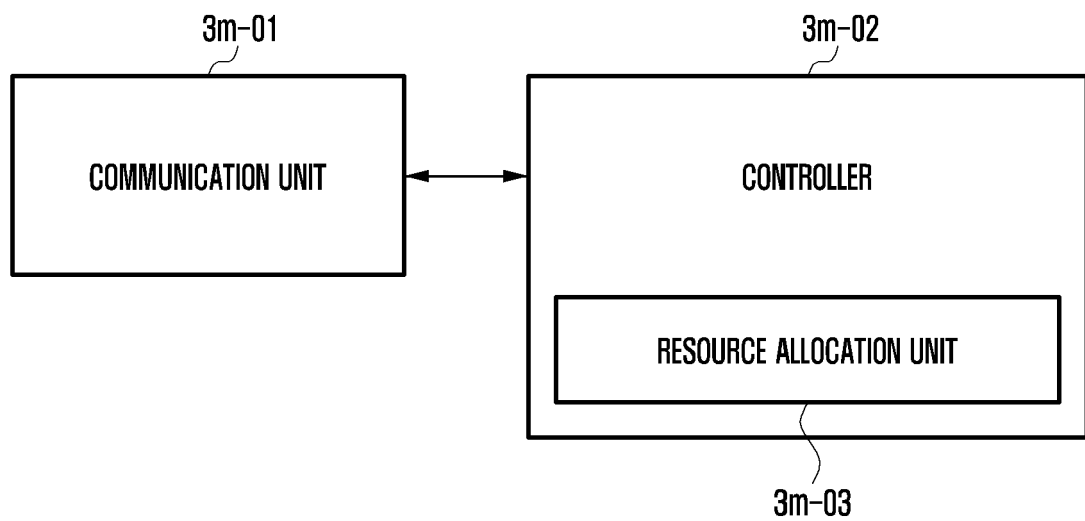 3m-01
3m-02
COMMUNICATION UNIT
CONTROLLER
RESOURCE ALLOCATION UNIT
3m-03